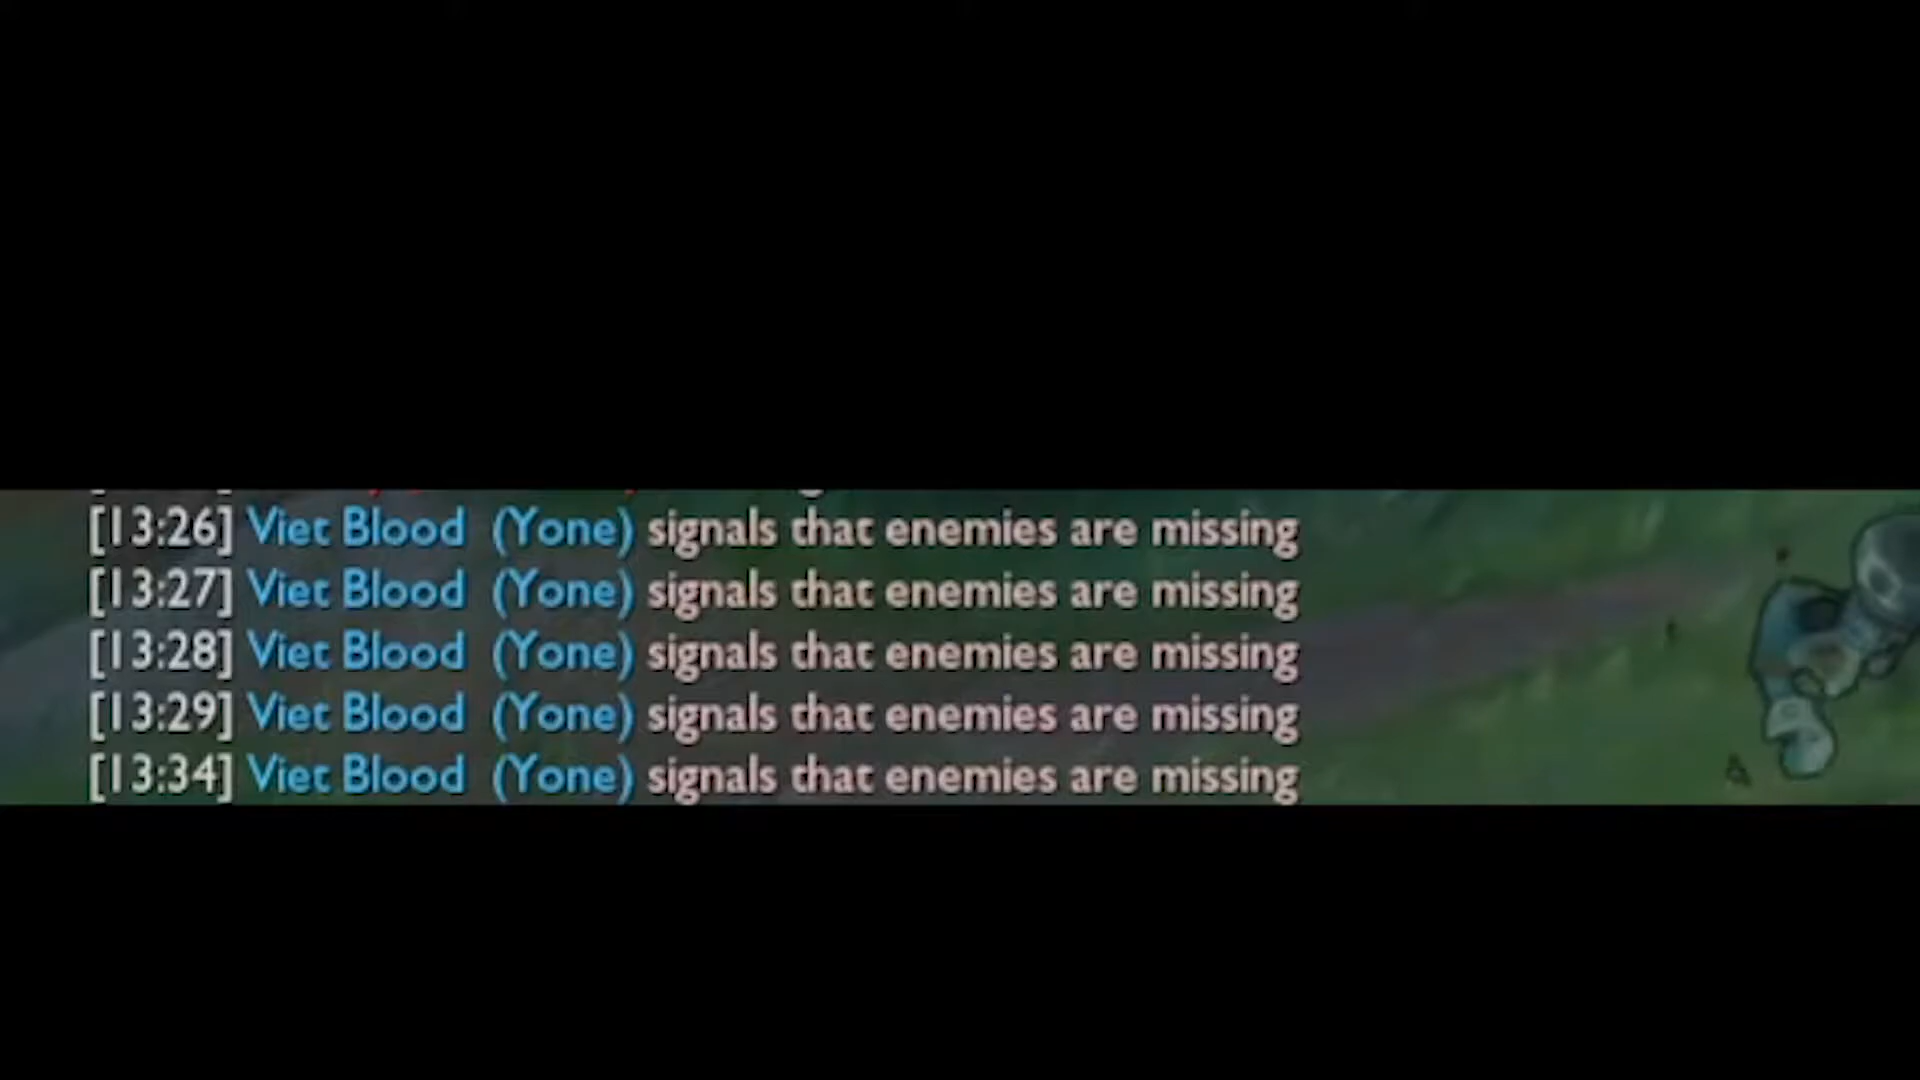 [13:26] Viet Blood (Yone) signals that enemies are missing
[13:27] Viet Blood (Yone) signals that enemies are missing
[13:28] Viet Blood (Yone) signals that enemies are missing
[13:29] Viet Blood (Yone) signals that enemies are missing
[13:34] Viet Blood (Yone) signals that enemies are missing